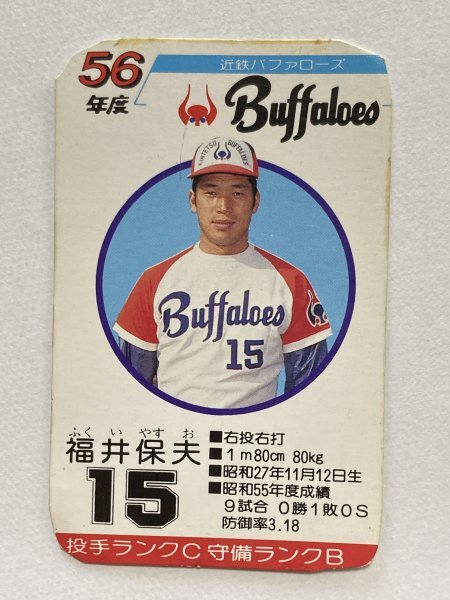 56
年度
近鉄バファローズ
Buffaloes
KINTETSU BUFFALOES
Buffaloes
15
ふく い やす お
福井保夫
15
■右投右打
■1m80cm 80kg
■昭和27年11月12日生
■昭和55年度成績
9試合 0勝1敗0S
防御率3.18
投手ランクC 守備ランクB